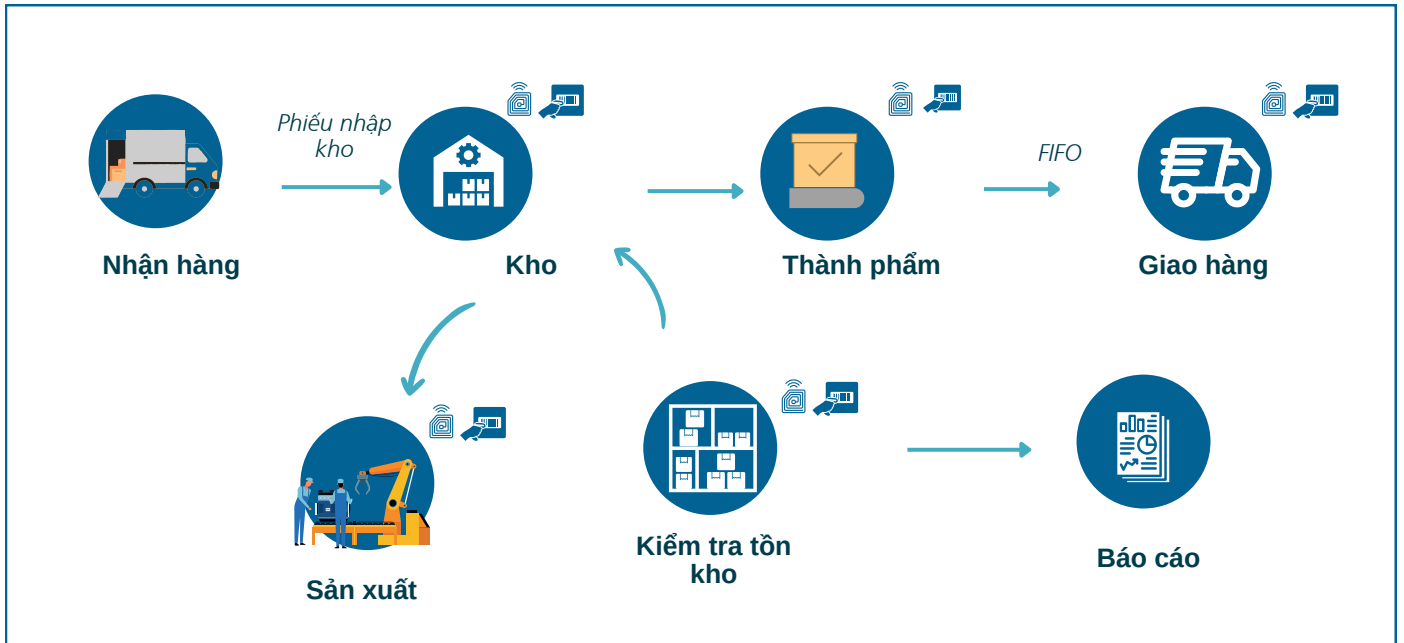 Phiếu nhập
kho
FIFO
Nhận hàng
Kho
Thành phẩm
Giao hàng
Sản xuất
Kiểm tra tồn
kho
Báo cáo